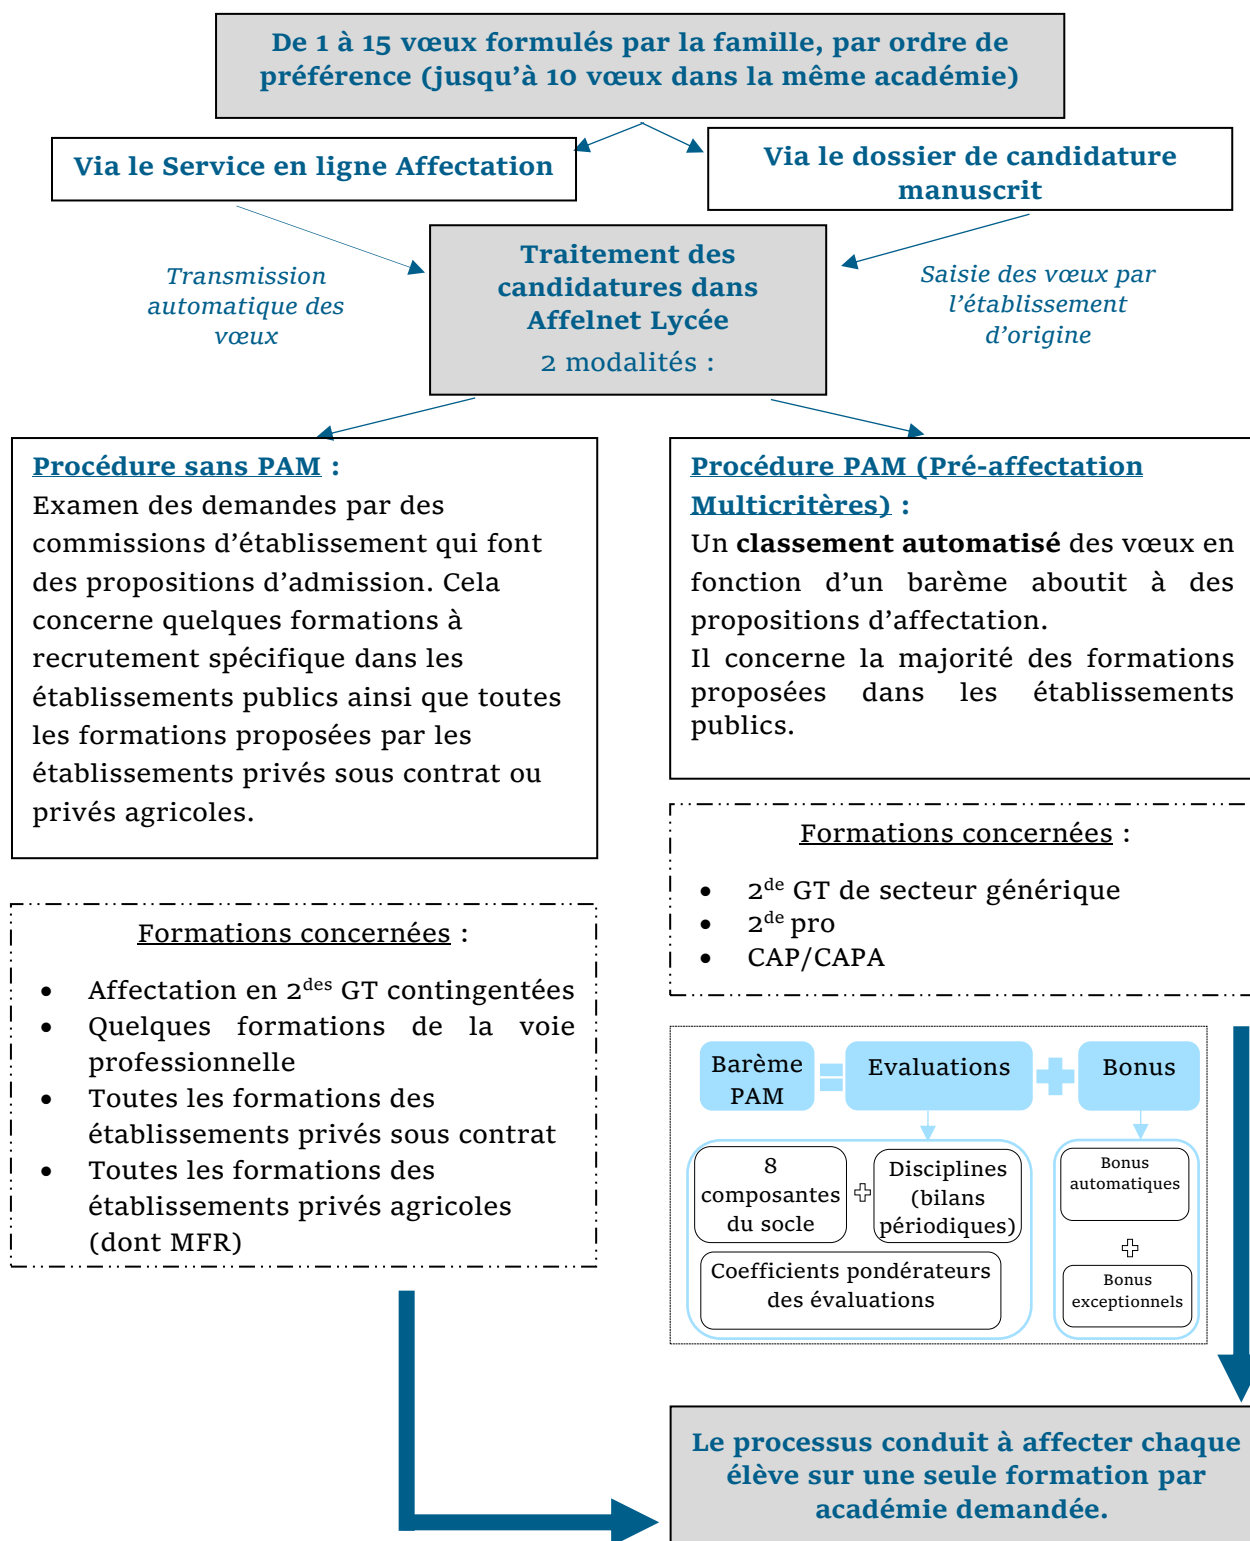 De 1 à 15 vœux formulés par la famille, par ordre de
préférence (jusqu'à 10 vœux dans la même académie)
Via le Service en ligne Affectation
Via le dossier de candidature
manuscrit
Transmission
automatique des
vœux
Traitement des
candidatures dans
Affelnet Lycée
2 modalités :
Saisie des vœux par
l'établissement
d'origine
Procédure sans PAM :
Examen des demandes par des
commissions d'établissement qui font
des propositions d'admission. Cela
concerne quelques formations à
recrutement spécifique dans les
établissements publics ainsi que toutes
les formations proposées par les
établissements privés sous contrat ou
privés agricoles.
Formations concernées :
• Affectation en 2des GT contingentées
• Quelques formations de la voie
professionnelle
• Toutes les formations des
établissements privés sous contrat
• Toutes les formations des
établissements privés agricoles
(dont MFR)
Procédure PAM (Pré-affectation
Multicritères) :
Un classement automatisé des vœux en
fonction d'un barème aboutit à des
propositions d'affectation.
Il concerne la majorité des formations
proposées dans les établissements
publics.
Formations concernées :
• 2de GT de secteur générique
• 2de pro
• CAP/CAPA
Barème
PAM
Evaluations
Bonus
8
composantes
du socle
Disciplines
(bilans
périodiques)
Coefficients pondérateurs
des évaluations
Bonus
automatiques
Bonus
exceptionnels
Le processus conduit à affecter chaque
élève sur une seule formation par
académie demandée.